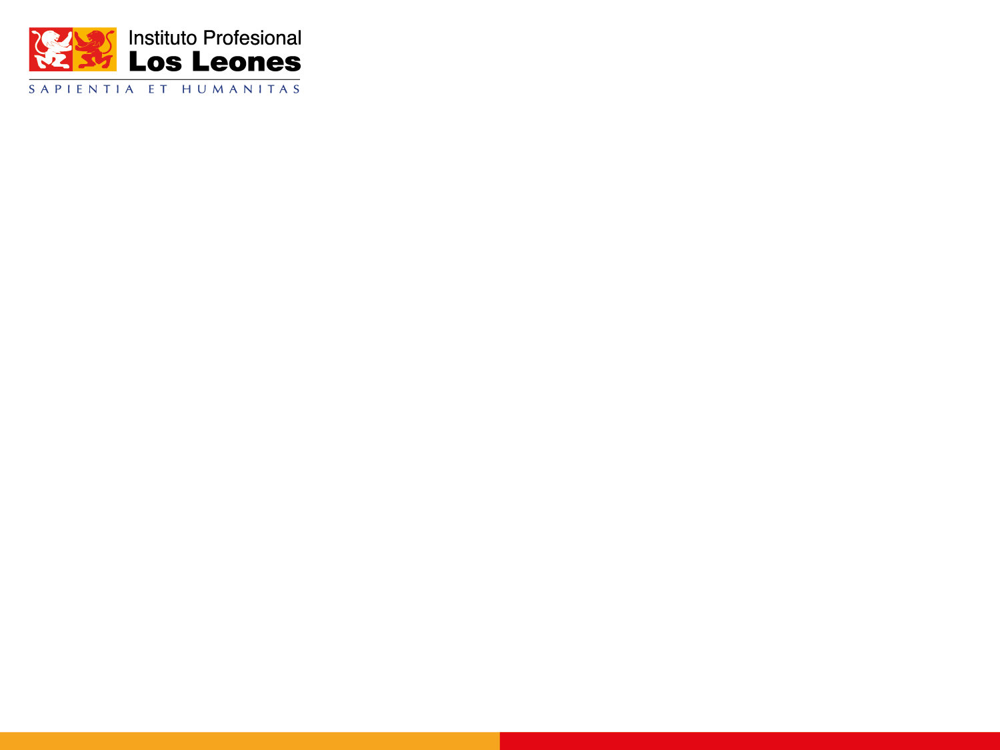 Instituto Profesional
Los Leones
SAPIENTIA ET HUMANITAS